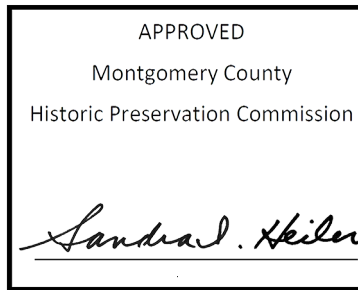 APPROVED
Montgomery County
Historic Preservation Commission
Sandra I. Heiler